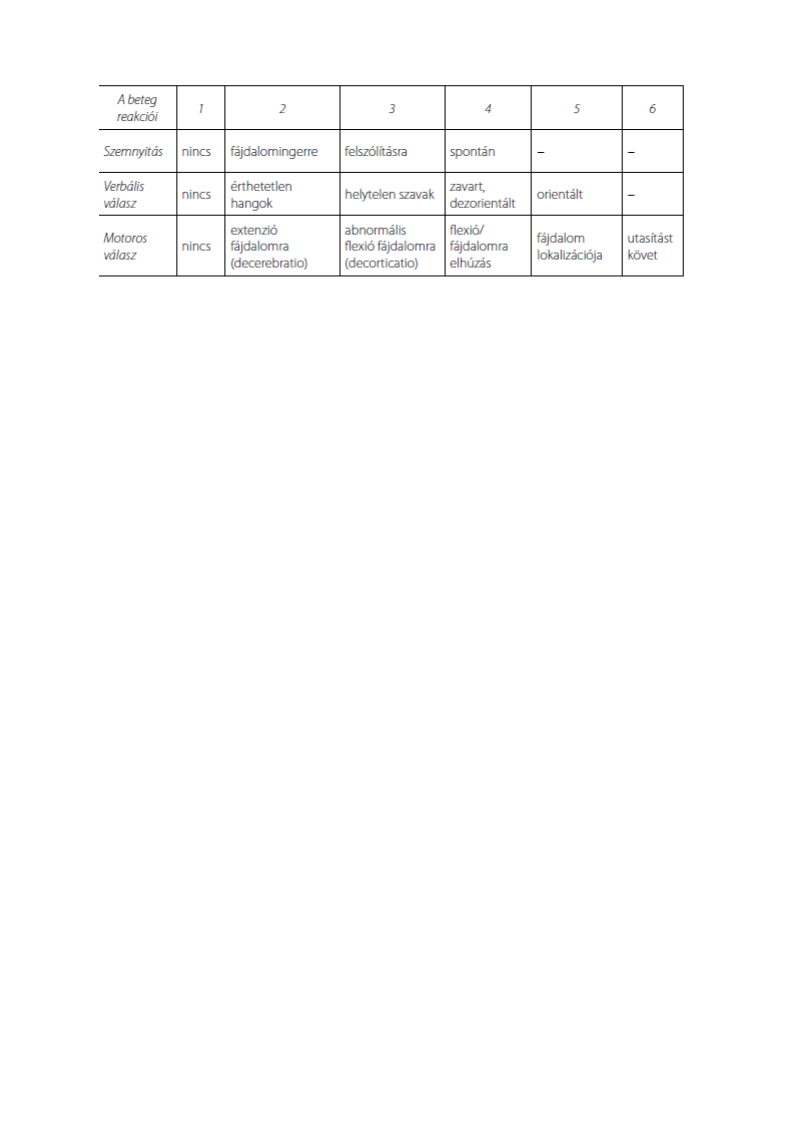 A beteg reakciói 1 2 3 4 5 6
Szemnyitás nincs fájdalomingerre felszólításra spontán – –
Verbális válasz nincs érthetetlen hangok helytelen szavak zavart, dezorientált orientált –
Motoros válasz nincs extenzió fájdalomra (decerebratio) abnormális flexió fájdalomra (decorticatio) flexió/ fájdalomra elhúzás fájdalom lokalizációja utasítást követ